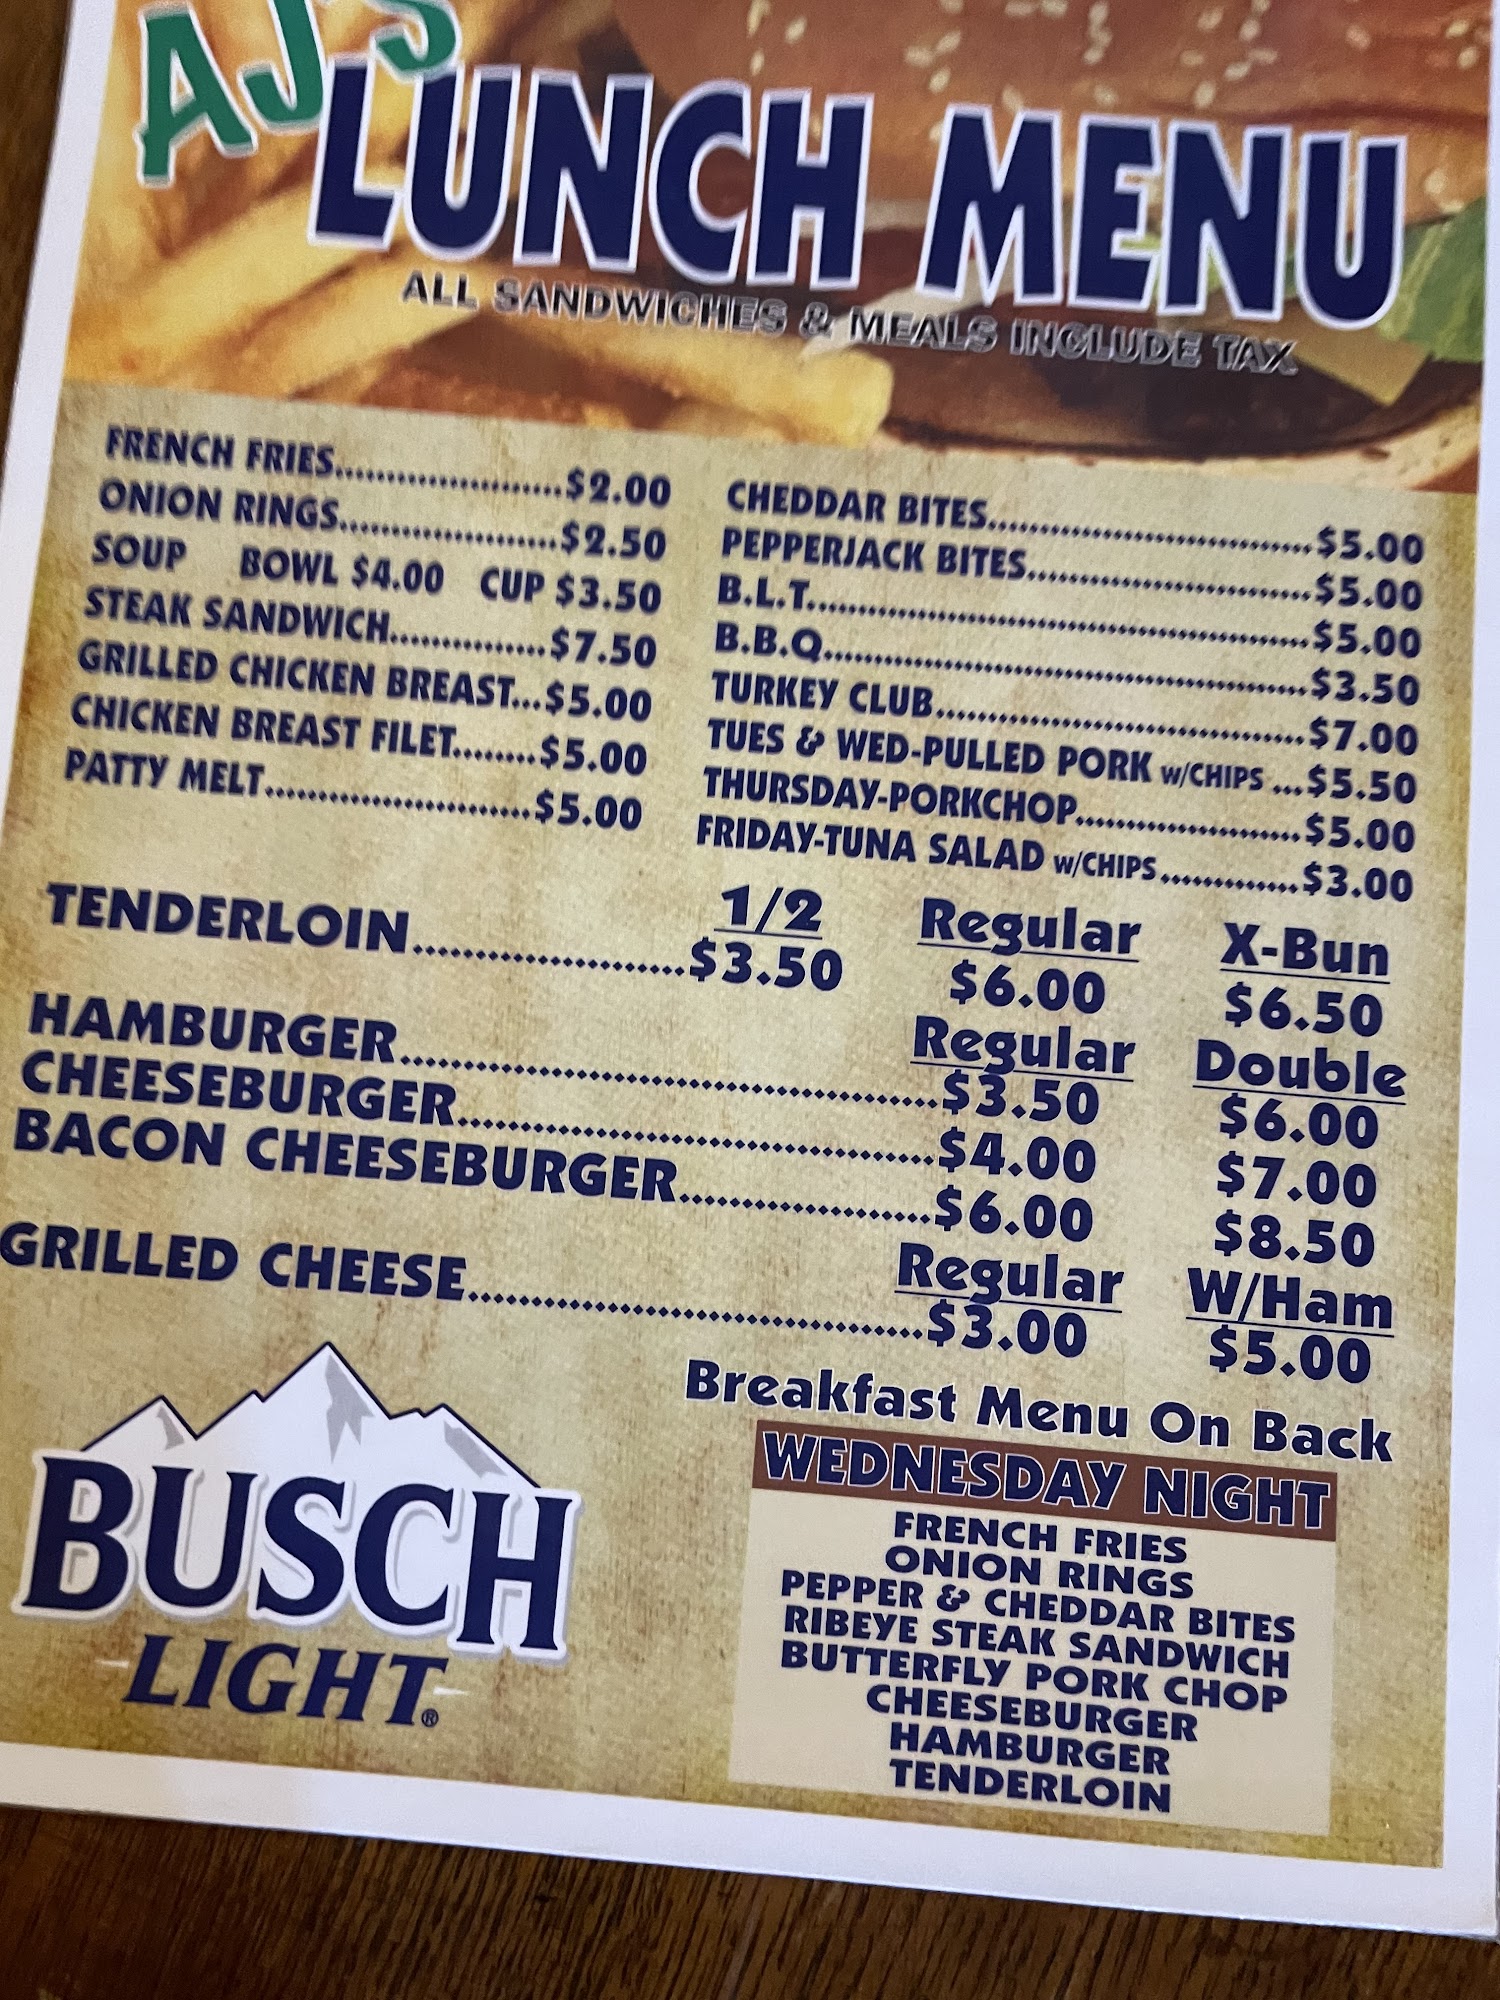 AJ's
LUNCH MENU
ALL SANDWICHES & MEALS INCLUDE TAX
FRENCH FRIES......................$2.00
ONION RINGS.....................$2.50
SOUP BOWL $4.00 CUP $3.50
STEAK SANDWICH...............$7.50
GRILLED CHICKEN BREAST...$5.00
CHICKEN BREAST FILET........$5.00
PATTY MELT..........................$5.00
CHEDDAR BITES................................$5.00
PEPPERJACK BITES............................$5.00
B.L.T..................................................$5.00
B.B.Q................................................$3.50
TURKEY CLUB....................................$7.00
TUES & WED-PULLED PORK w/CHIPS ...$5.50
THURSDAY-PORKCHOP......................$5.00
FRIDAY-TUNA SALAD w/CHIPS.............$3.00
1/2 Regular X-Bun
TENDERLOIN.....................$3.50 $6.00 $6.50
Regular Double
HAMBURGER..........................................$3.50 $6.00
CHEESEBURGER.....................................$4.00 $7.00
BACON CHEESEBURGER....................$6.00 $8.50
Regular W/Ham
GRILLED CHEESE...................................$3.00 $5.00
Breakfast Menu On Back
BUSCH
LIGHT®
WEDNESDAY NIGHT
FRENCH FRIES
ONION RINGS
PEPPER & CHEDDAR BITES
RIBEYE STEAK SANDWICH
BUTTERFLY PORK CHOP
CHEESEBURGER
HAMBURGER
TENDERLOIN